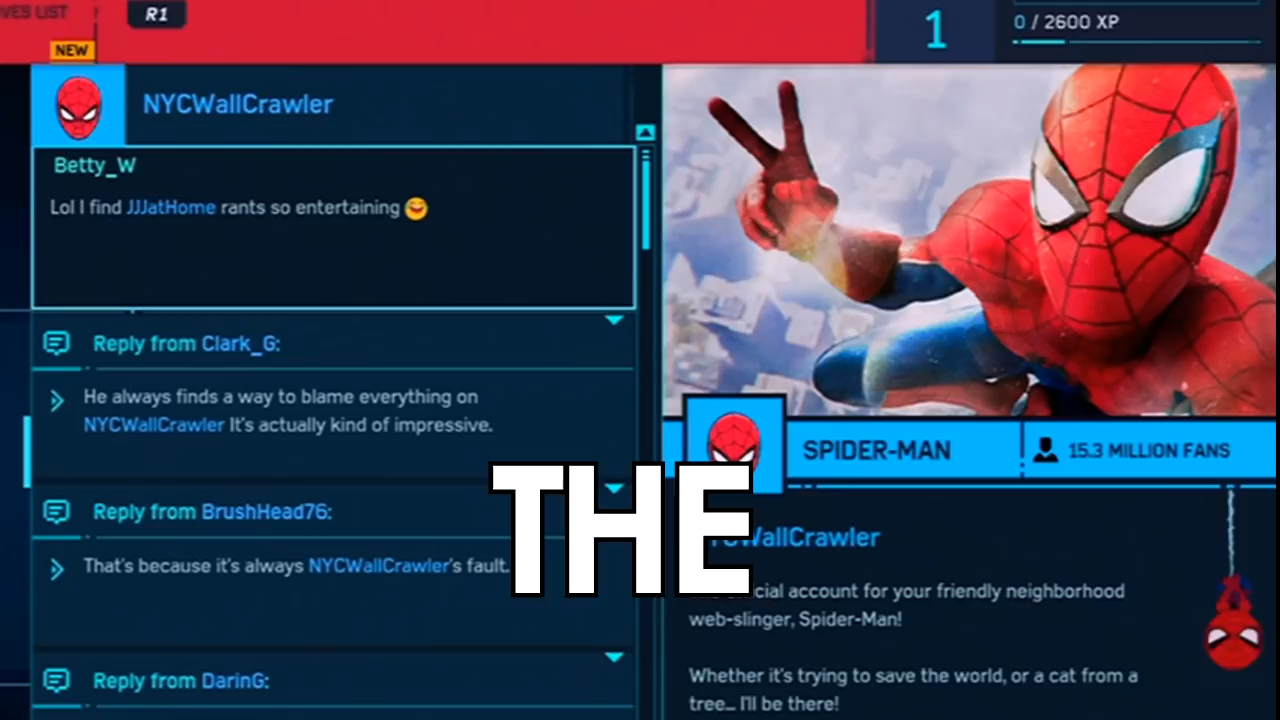 VES LIST
R1
1
0 / 2600 XP
NEW
NYCWallCrawler
Betty_W
Lol I find JJJatHome rants so entertaining 😄
Reply from Clark_G:
He always finds a way to blame everything on
NYCWallCrawler It's actually kind of impressive.
Reply from BrushHead76:
That's because it's always NYCWallCrawler's fault.
Reply from DarinG:
SPIDER-MAN
15.3 MILLION FANS
THE
WallCrawler
account for your friendly neighborhood
web-slinger, Spider-Man!
Whether it's trying to save the world, or a cat from a
tree... I'll be there!